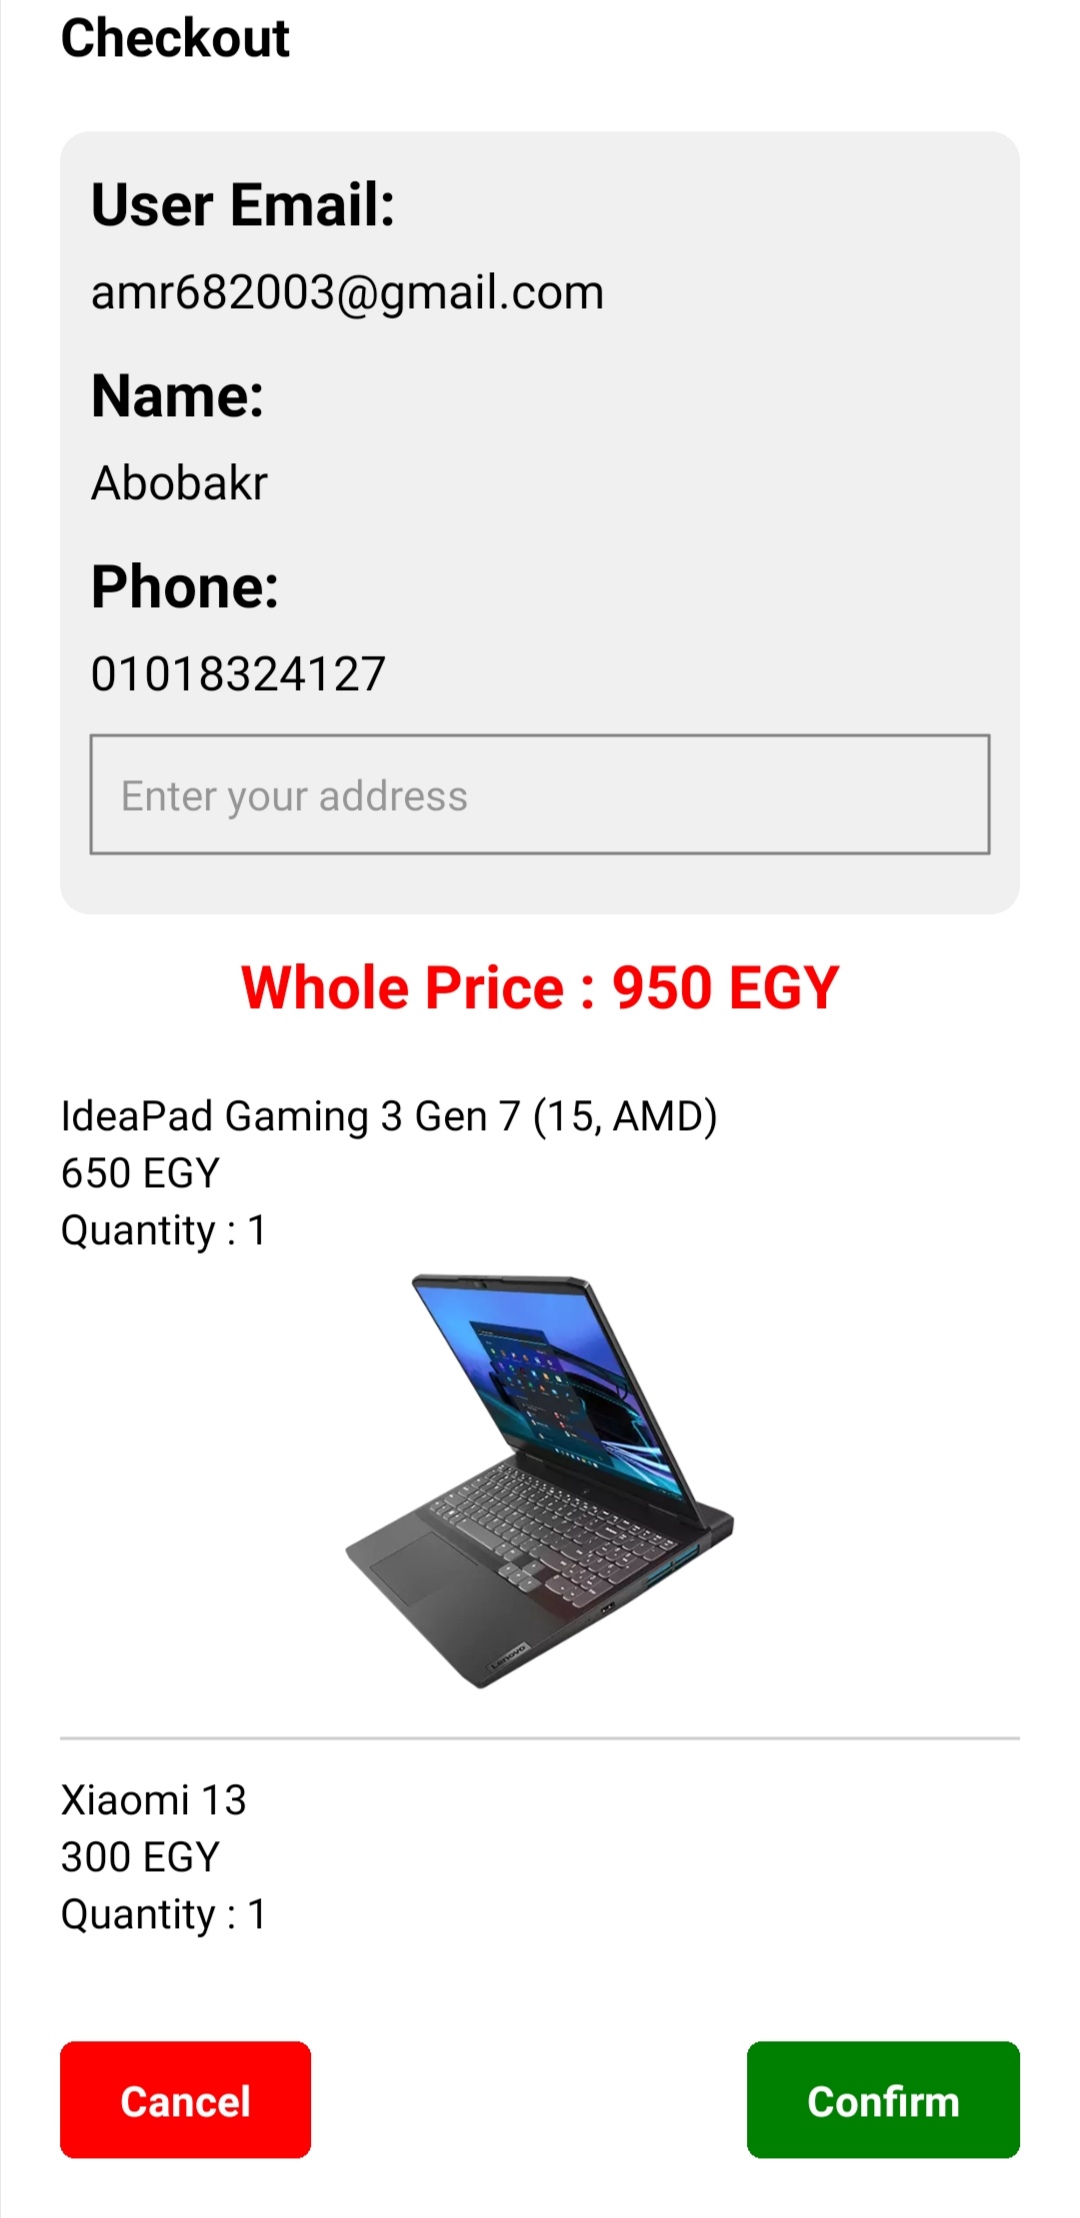 Checkout
User Email:
amr682003@gmail.com
Name:
Abobakr
Phone:
01018324127
Enter your address
Whole Price : 950 EGY
IdeaPad Gaming 3 Gen 7 (15, AMD)
650 EGY
Quantity : 1
Lenovo
Xiaomi 13
300 EGY
Quantity : 1
Cancel
Confirm